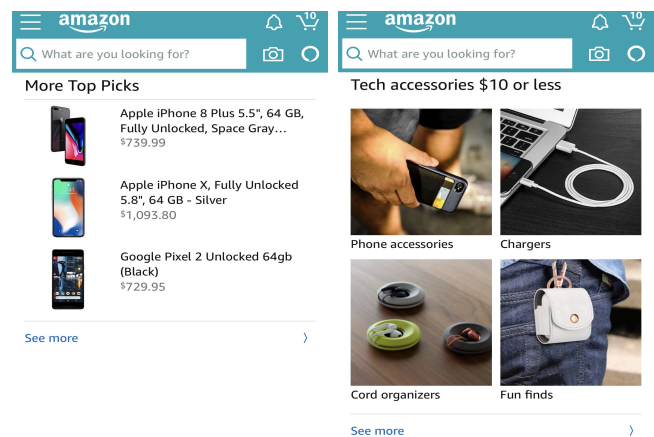 amazon
10
What are you looking for?
More Top Picks
Apple iPhone 8 Plus 5.5", 64 GB,
Fully Unlocked, Space Gray...
$739.99
Apple iPhone X, Fully Unlocked
5.8", 64 GB - Silver
$1,093.80
Google Pixel 2 Unlocked 64gb
(Black)
$729.95
See more
amazon
10
What are you looking for?
Tech accessories $10 or less
Phone accessories
Chargers
Cord organizers
Fun finds
See more